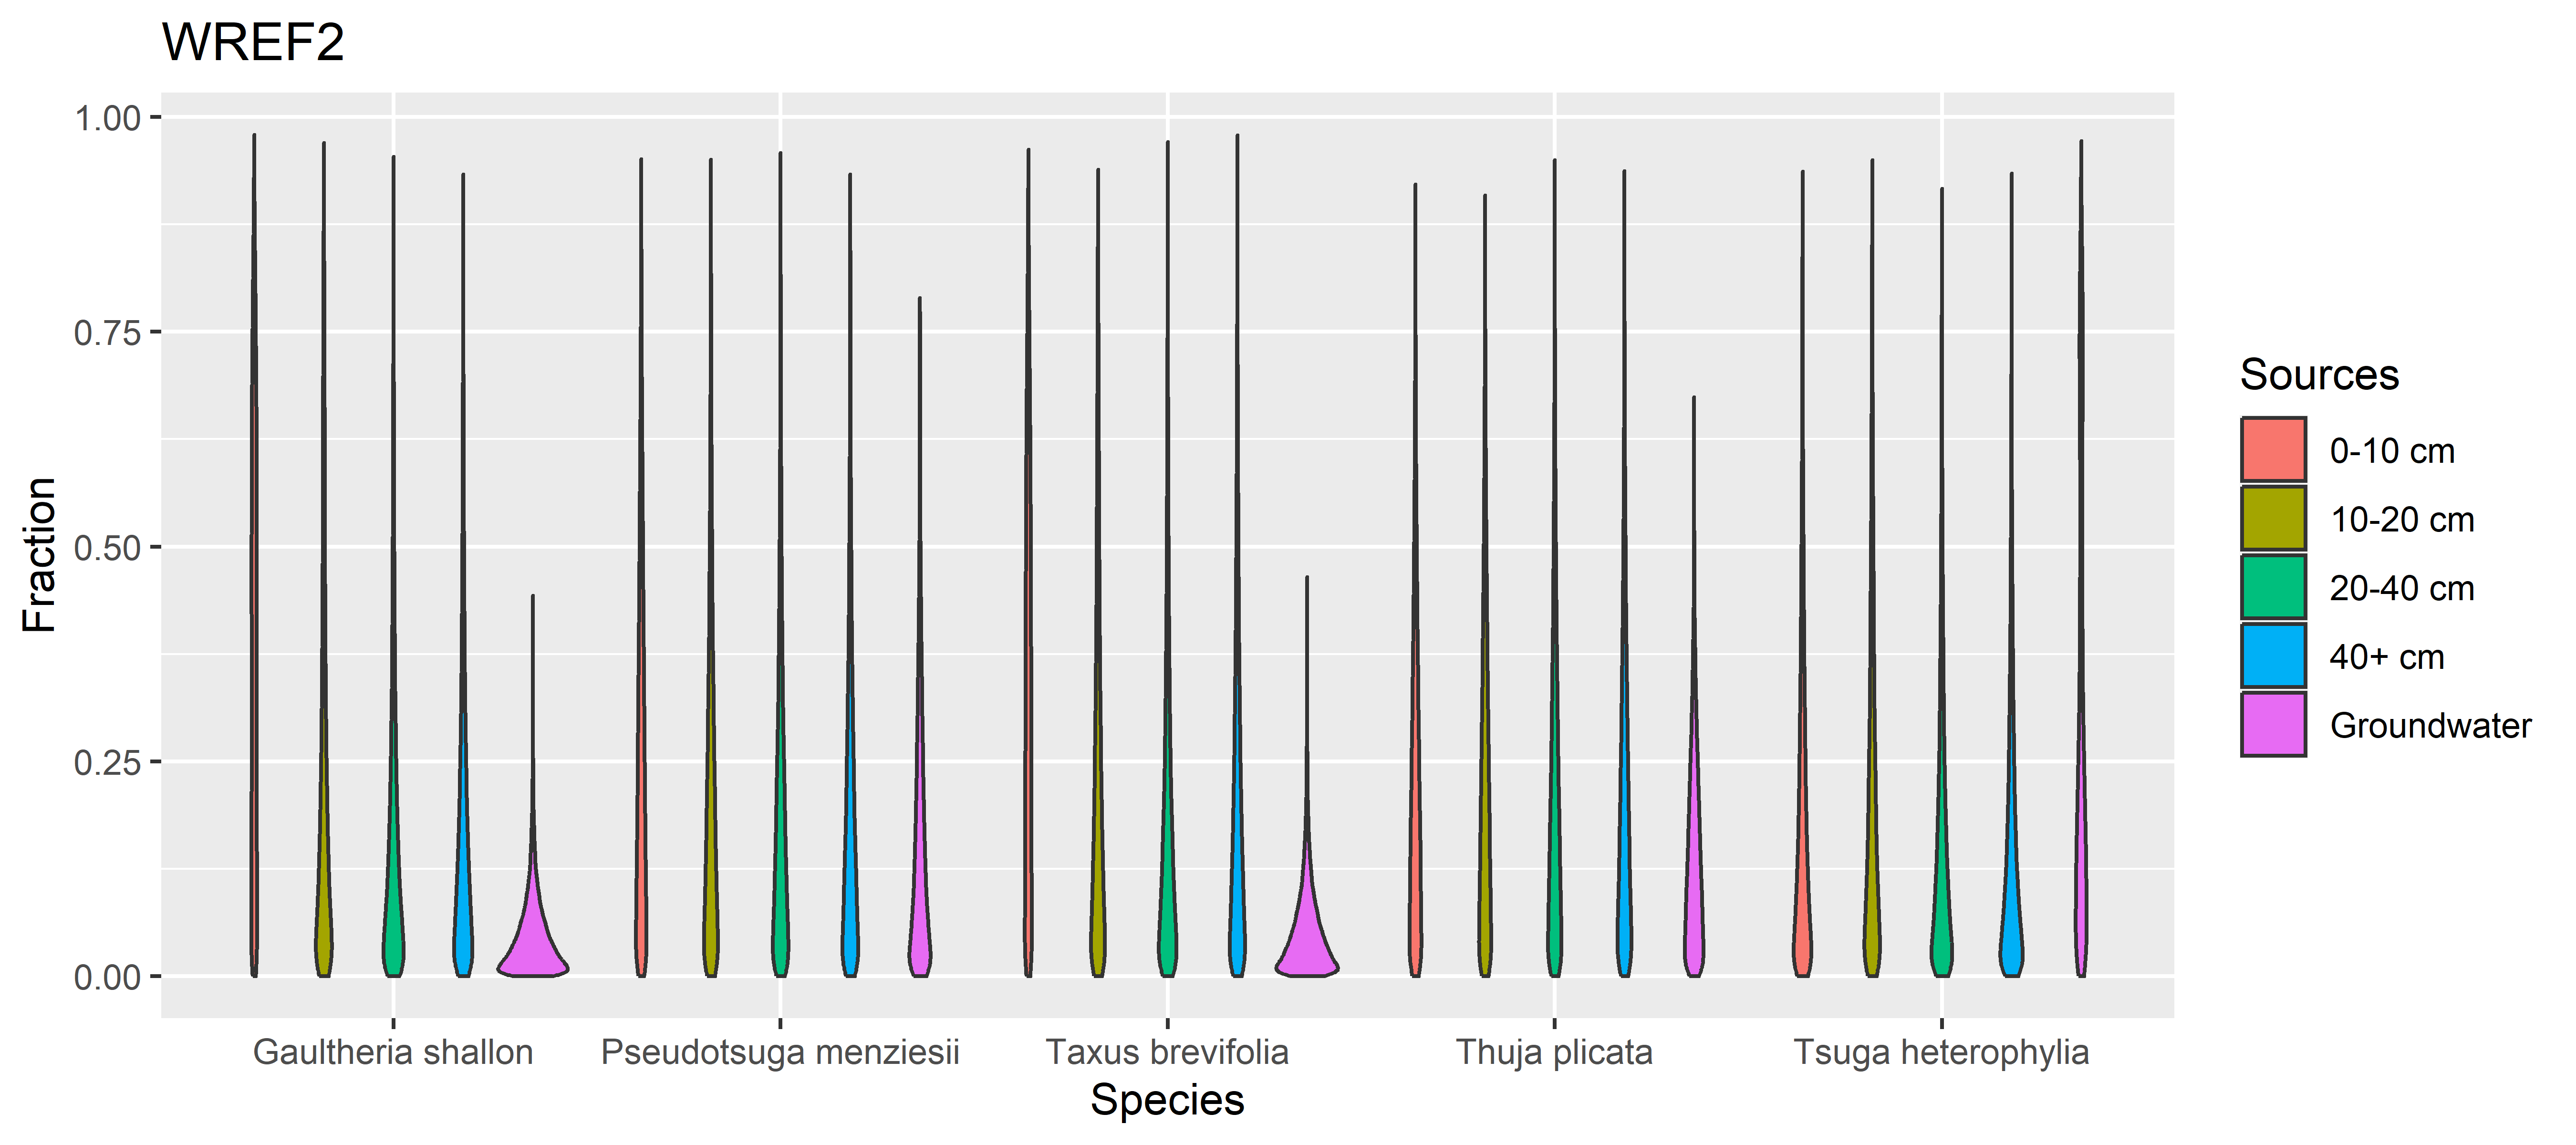 WREF2
1.00
0.75
0.50
0.25
0.00
Fraction
Gaultheria shallon
Pseudotsuga menziesii
Taxus brevifolia
Thuja plicata
Tsuga heterophylia
Species
Sources
0-10 cm
10-20 cm
20-40 cm
40+ cm
Groundwater